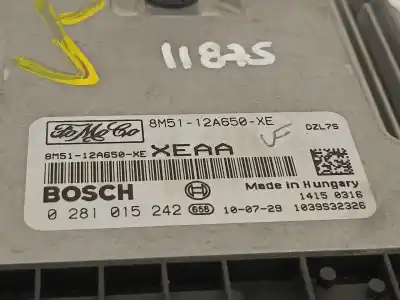 11875
FoMoCo 8M51-12A650-XE DZL7S
8M51-12A650-XE XEAA
BOSCH Made in Hungary
1415 0316
0 281 015 242 658 10-07-29 1039S32326